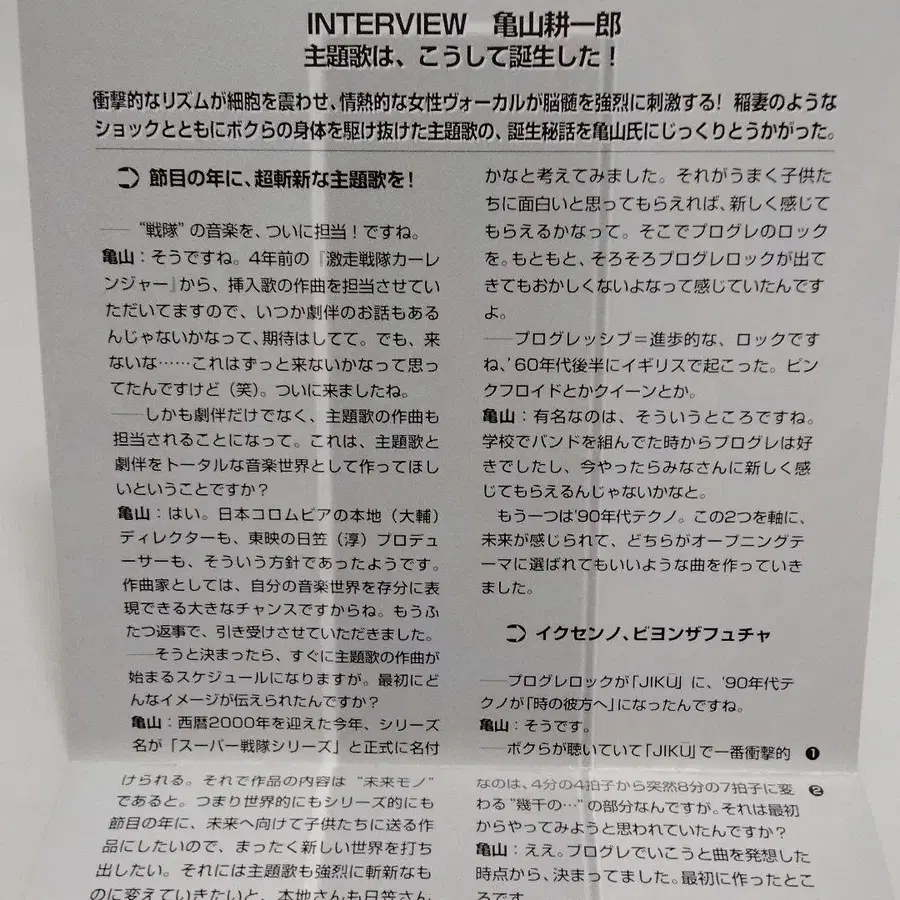 INTERVIEW 亀山耕一郎
主題歌は、こうして誕生した！
衝撃的なリズムが細胞を震わせ、情熱的な女性ヴォーカルが脳髄を強烈に刺激する！ 稲妻のような
ショックとともにボクらの身体を駆け抜けた主題歌の、誕生秘話を亀山氏にじっくりとうかがった。
節目の年に、超斬新な主題歌を！
──“戦隊”の音楽を、ついに担当！ですね。
亀山：そうですね。4年前の『激走戦隊カーレ
ンジャー』から、挿入歌の作曲を担当させてい
ただいてますので、いつか劇伴のお話もある
んじゃないかなって、期待はしてて。でも、来
ないな……これはずっと来ないかなって思っ
てたんですけど（笑）。ついに来ましたね。
──しかも劇伴だけでなく、主題歌の作曲も
担当されることになって。これは、主題歌と
劇伴をトータルな音楽世界として作ってほし
いということですか？
亀山：はい。日本コロムビアの本地（大輔）
ディレクターも、東映の日笠（淳）プロデュ
ーサーも、そういう方針であったようです。
作曲家としては、自分の音楽世界を存分に表
現できる大きなチャンスですからね。もうふ
たつ返事で、引き受けさせていただきました。
──そうと決まったら、すぐに主題歌の作曲が
始まるスケジュールになりますが。最初にど
んなイメージが伝えられたんですか？
亀山：西暦2000年を迎えた今年、シリーズ
名が「スーパー戦隊シリーズ」と正式に名付
けられる。それで作品の内容は“未来モノ”
であると。つまり世界的にもシリーズ的にも
節目の年に、未来へ向けて子供たちに送る作
品にしたいので、まったく新しい世界を打ち
出したい。それには主題歌も強烈に斬新なも
のに変えていきたいと、本地さんも日笠さん
かなと考えてみました。それがうまく子供た
ちに面白いと思ってもらえれば、新しく感じて
もらえるかなって。そこでプログレのロック
を。もともと、そろそろプログレロックが出て
きてもおかしくないよなって感じていたんです
よ。
──プログレッシブ＝進歩的な、ロックです
ね、’60年代後半にイギリスで起こった。ピン
クフロイドとかクイーンとか。
亀山：有名なのは、そういうところですね。
学校でバンドを組んでた時からプログレは好
きでしたし、今やったらみなさんに新しく感
じてもらえるんじゃないかなと。
もう一つは’90年代テクノ。この2つを軸に、
未来が感じられて、どちらがオープニングテ
ーマに選ばれてもいいような曲を作っていき
ました。
イクセンノ、ビヨンザフュチャ
──プログレロックが「JIKŪ」に、’90年代テ
クノが「時の彼方へ」になったんですね。
亀山：そうです。
──ボクらが聴いていて「JIKŪ」で一番衝撃的 ❶
なのは、4分の4拍子から突然8分の7拍子に変 ❷
わる“幾千の…”の部分なんですが。それは最初
からやってみようと思われていたんですか？
亀山：ええ。プログレでいこうと曲を発想した
時点から、決まってました。最初に作ったとこ
ろです